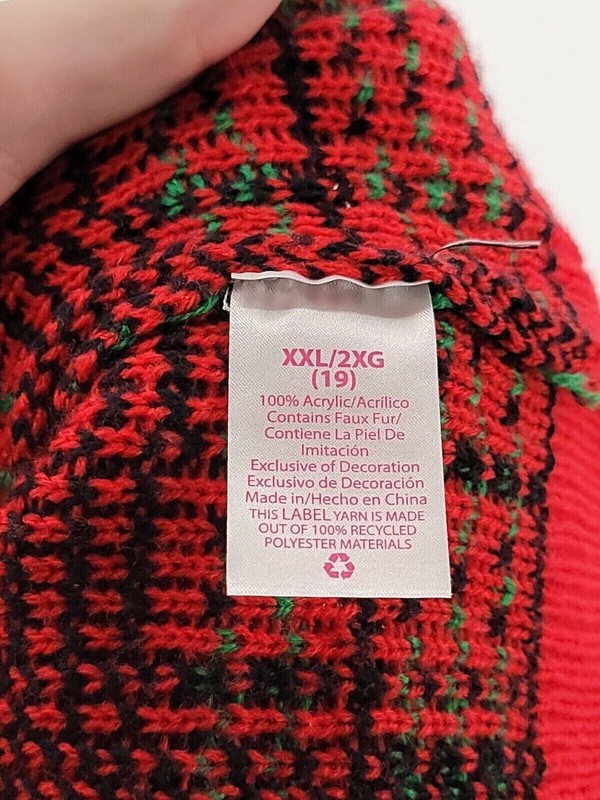 XXL/2XG
(19)
100% Acrylic/Acrílico
Contains Faux Fur/
Contiene La Piel De
Imitación
Exclusive of Decoration
Exclusivo de Decoración
Made in/Hecho en China
THIS LABEL YARN IS MADE
OUT OF 100% RECYCLED
POLYESTER MATERIALS